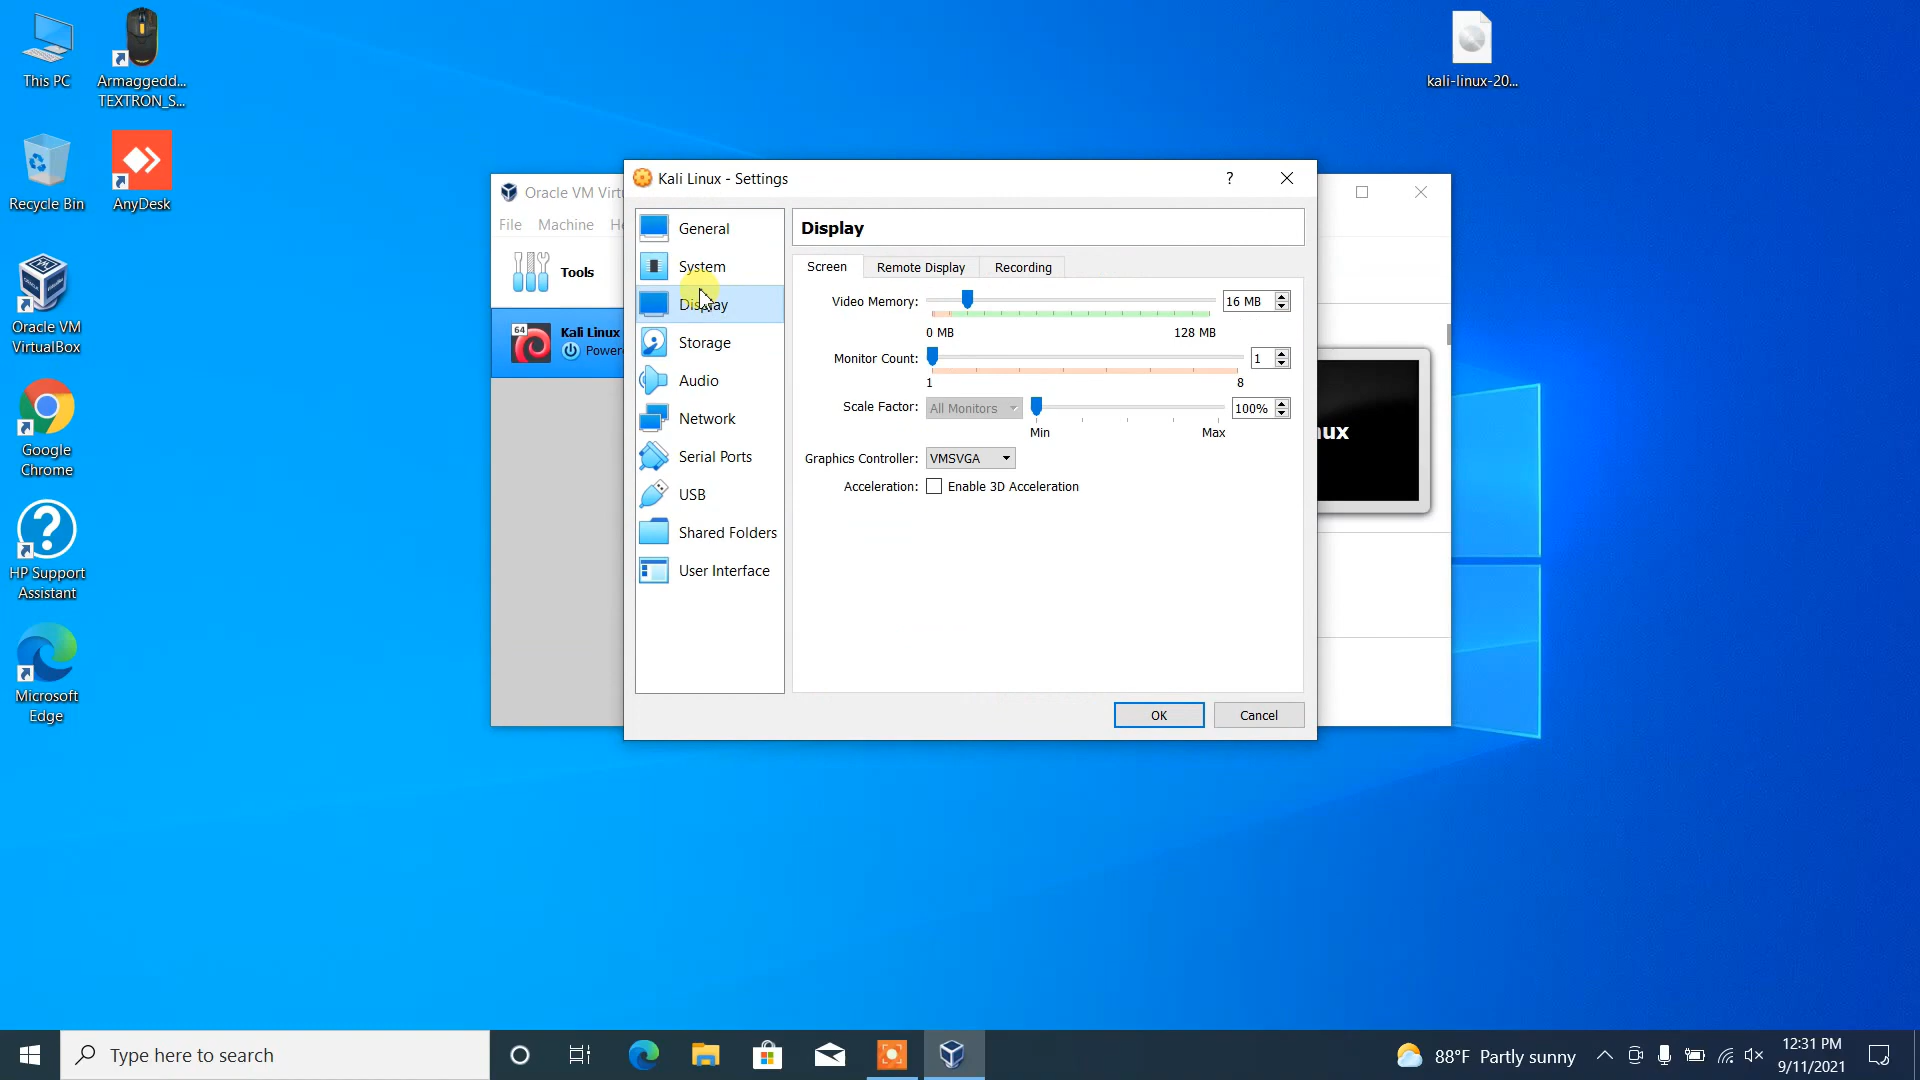 This PC
Armaggedd...
TEXTRON_S...
kali-linux-20...
Recycle Bin
AnyDesk
Oracle VM
VirtualBox
Google
Chrome
HP Support
Assistant
Microsoft
Edge
Oracle VM Virtu
File
Machine
He
Tools
64
Kali Linux
Powere
nux
Kali Linux - Settings
?
General
System
Display
Storage
Audio
Network
Serial Ports
USB
Shared Folders
User Interface
Display
Screen
Remote Display
Recording
Video Memory:
16 MB
0 MB
128 MB
Monitor Count:
1
1
8
Scale Factor:
All Monitors
100%
Min
Max
Graphics Controller:
VMSVGA
Acceleration:
Enable 3D Acceleration
OK
Cancel
Type here to search
88°F Partly sunny
12:31 PM
9/11/2021